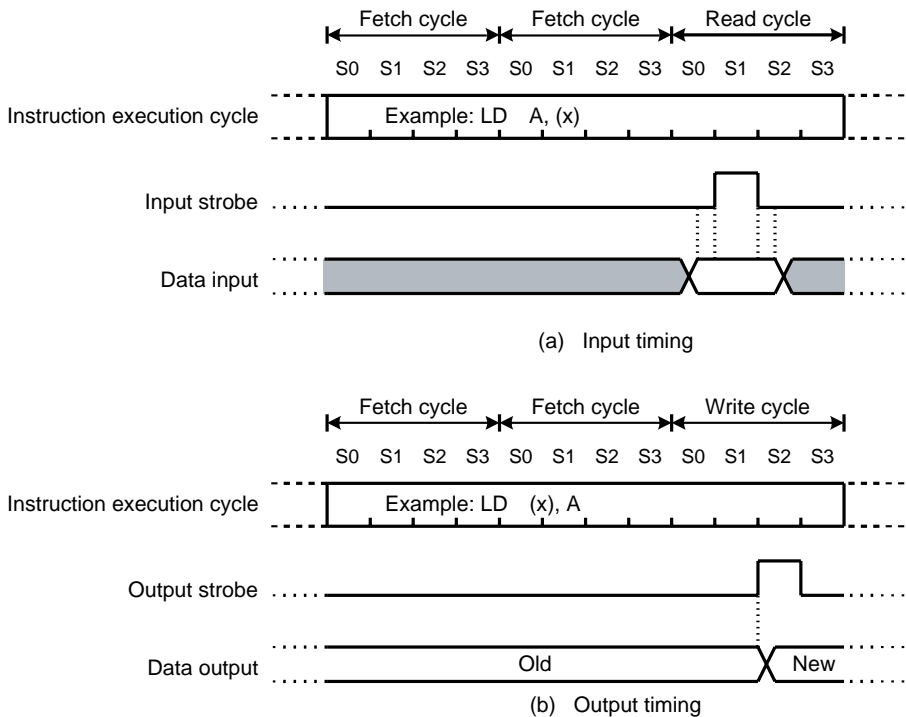 Fetch cycle Fetch cycle Read cycle
S0 S1 S2 S3 S0 S1 S2 S3 S0 S1 S2 S3
Instruction execution cycle Example: LD A, (x)
Input strobe
Data input
(a) Input timing
Fetch cycle Fetch cycle Write cycle
S0 S1 S2 S3 S0 S1 S2 S3 S0 S1 S2 S3
Instruction execution cycle Example: LD (x), A
Output strobe
Data output Old New
(b) Output timing